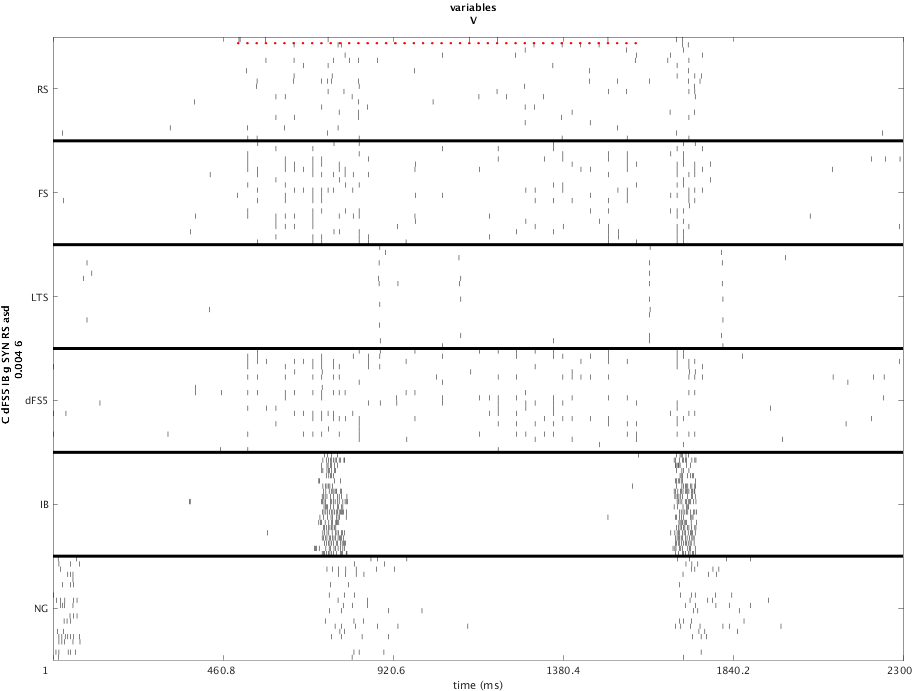 variables
V
RS
FS
LTS
dFS5
IB
NG
C dFS5 IB g SYN RS asd
0.004 6
1
460.8
920.6
1380.4
1840.2
2300
time (ms)